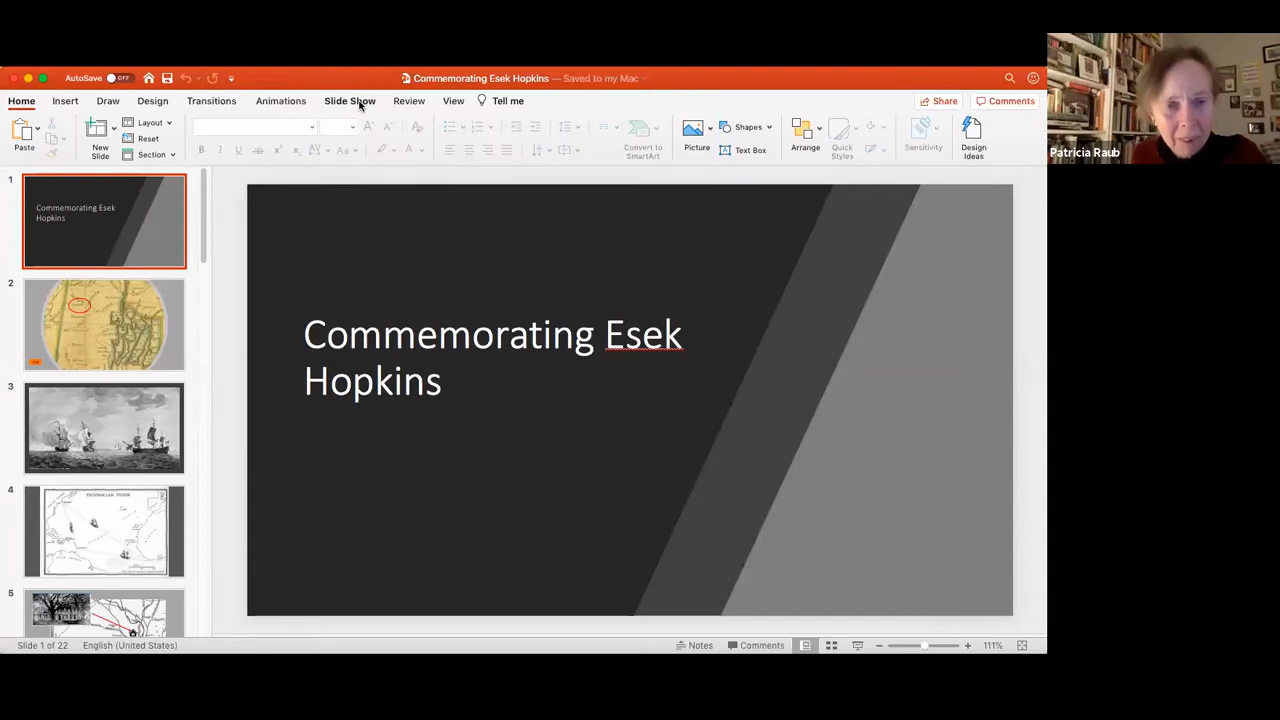 AutoSave OFF
Commemorating Esek Hopkins — Saved to my Mac
Home Insert Draw Design Transitions Animations Slide Show Review View Tell me
Share Comments
Paste
New Slide
Layout
Reset
Section
Convert to SmartArt
Picture
Shapes
Text Box
Arrange
Quick Styles
Sensitivity
Design Ideas
Patricia Raub
1
Commemorating Esek
Hopkins
2
3
4
TRIANGULAR TRADE
5
Commemorating Esek
Hopkins
Slide 1 of 22 English (United States)
Notes Comments 111%